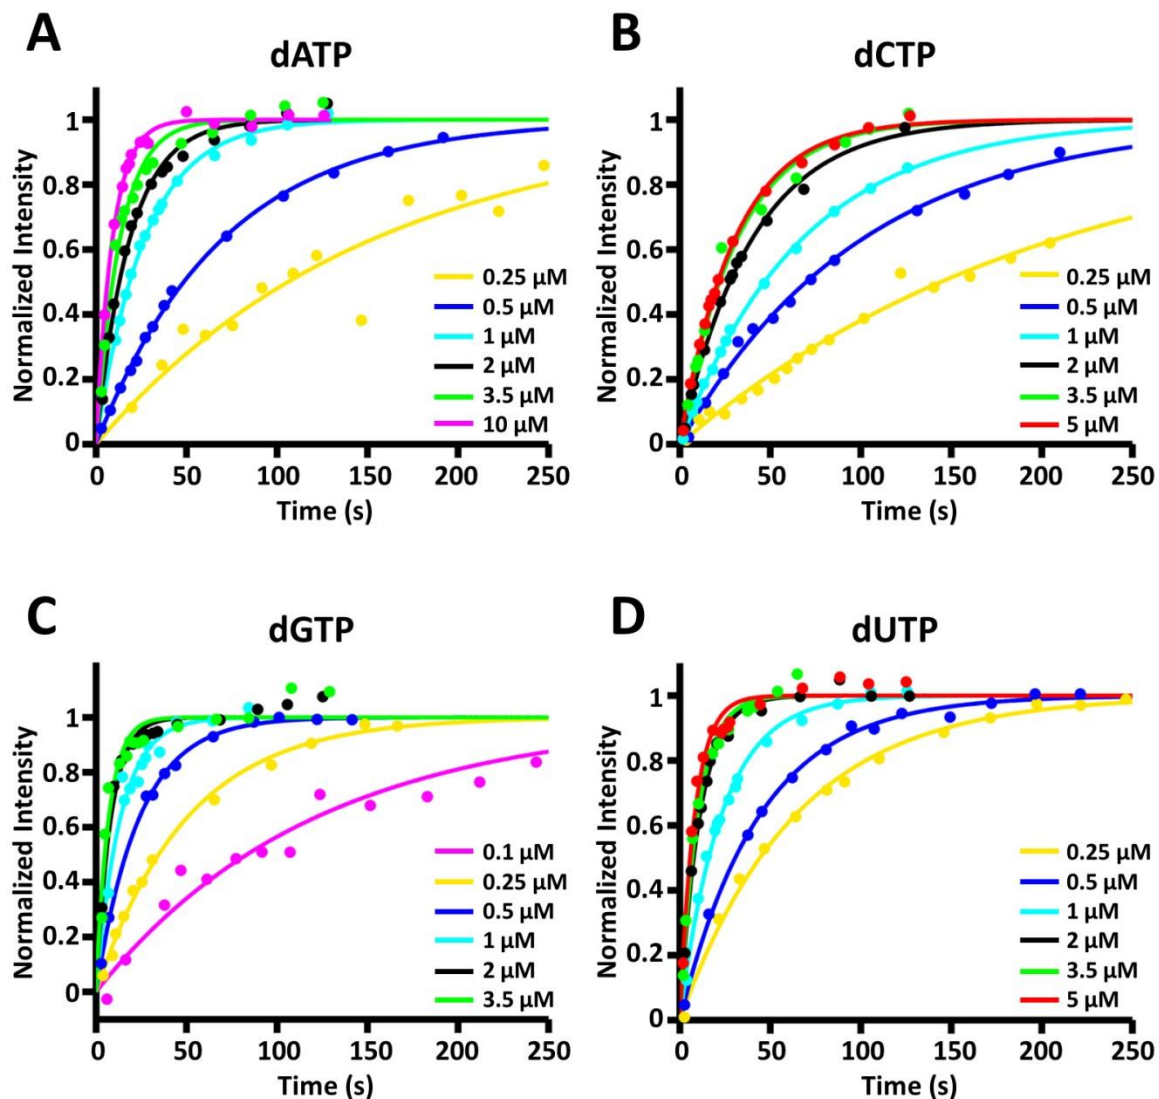 A
dATP
Normalized Intensity
1
0.8
0.6
0.4
0.2
0
0 50 100 150 200 250
Time (s)
0.25 µM
0.5 µM
1 µM
2 µM
3.5 µM
10 µM
B
dCTP
Normalized Intensity
1
0.8
0.6
0.4
0.2
0
0 50 100 150 200 250
Time (s)
0.25 µM
0.5 µM
1 µM
2 µM
3.5 µM
5 µM
C
dGTP
Normalized Intensity
1
0.8
0.6
0.4
0.2
0
0 50 100 150 200 250
Time (s)
0.1 µM
0.25 µM
0.5 µM
1 µM
2 µM
3.5 µM
D
dUTP
Normalized Intensity
1
0.8
0.6
0.4
0.2
0
0 50 100 150 200 250
Time (s)
0.25 µM
0.5 µM
1 µM
2 µM
3.5 µM
5 µM